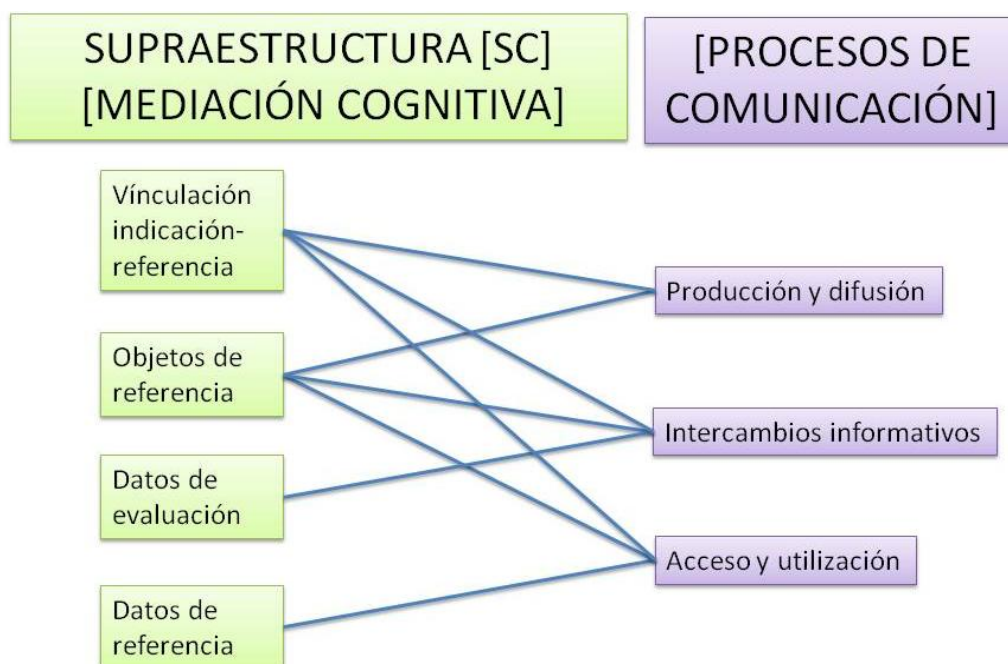 SUPRAESTRUCTURA [SC]
[MEDIACIÓN COGNITIVA]
[PROCESOS DE
COMUNICACIÓN]
Vínculación
indicación-
referencia
Objetos de
referencia
Datos de
evaluación
Datos de
referencia
Producción y difusión
Intercambios informativos
Acceso y utilización